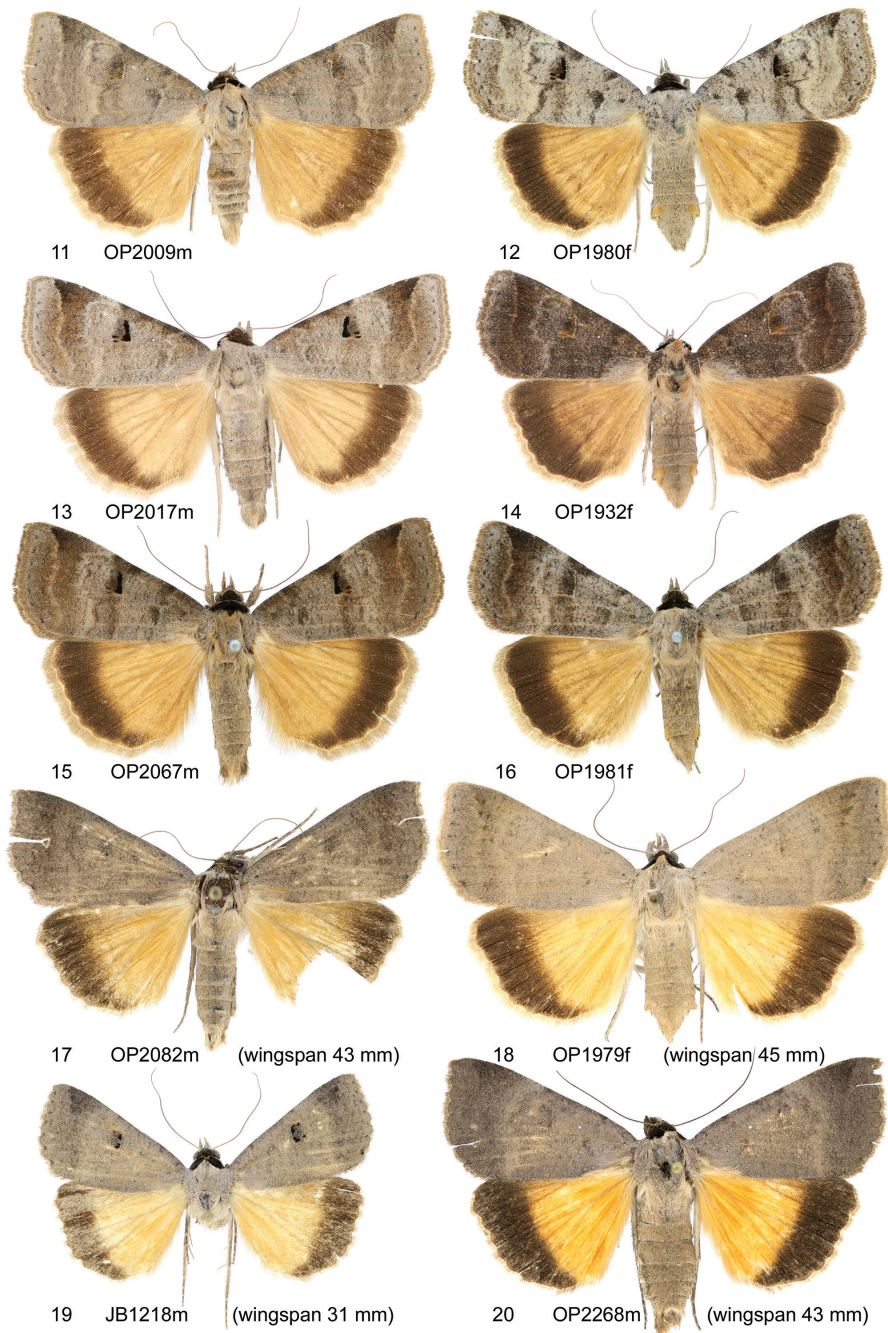 11 OP2009m
12 OP1980f
13 OP2017m
14 OP1932f
15 OP2067m
16 OP1981f
17 OP2082m (wingspan 43 mm)
18 OP1979f (wingspan 45 mm)
19 JB1218m (wingspan 31 mm)
20 OP2268m (wingspan 43 mm)